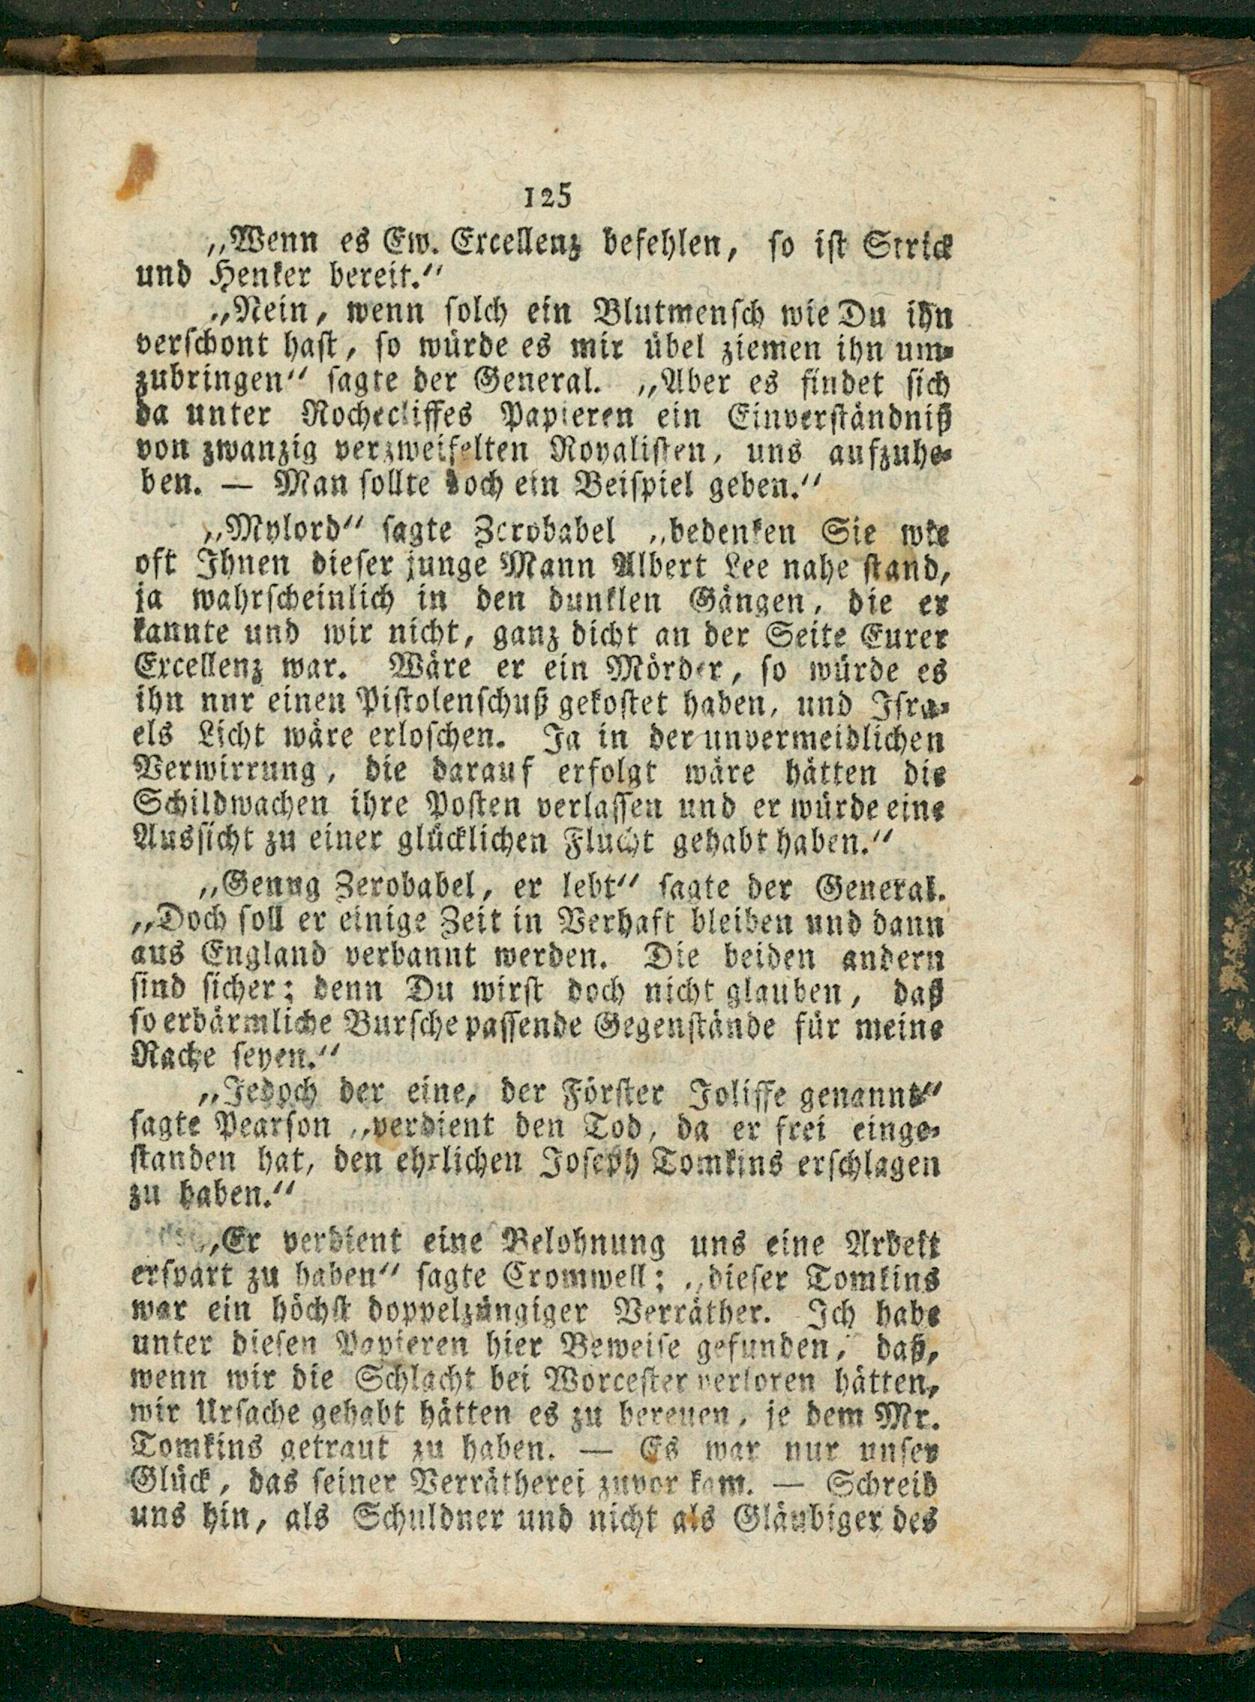 125
„Wenn es Ew. Excellenz befehlen, so ist Strick
und Henker bereit.“
„Nein, wenn solch ein Blutmensch wie Du ihn
verschont hast, so würde es mir übel ziemen ihn um-
zubringen“ sagte der General. „Aber es findet sich
da unter Rochecliffes Papieren ein Einverständniß
von zwanzig verzweifelten Royalisten, uns aufzuhe-
ben. — Man sollte doch ein Beispiel geben.“
„Mylord“ sagte Zerobabel „bedenken Sie wie
oft Ihnen dieser junge Mann Albert Lee nahe stand,
ja wahrscheinlich in den dunklen Gängen, die er
kannte und wir nicht, ganz dicht an der Seite Eurer
Excellenz war. Wäre er ein Mörder, so würde es
ihn nur einen Pistolenschuß gekostet haben, und Isra-
els Licht wäre erloschen. Ja in der unvermeidlichen
Verwirrung, die darauf erfolgt wäre hätten die
Schildwachen ihre Posten verlassen und er würde eine
Aussicht zu einer glücklichen Flucht gehabt haben.“
„Genug Zerobabel, er lebt“ sagte der General.
„Doch soll er einige Zeit in Verhaft bleiben und dann
aus England verbannt werden. Die beiden andern
sind sicher; denn Du wirst doch nicht glauben, daß
so erbärmliche Bursche passende Gegenstände für meine
Rache seyen.“
„Jedoch der eine, der Förster Joliffe genannt“
sagte Pearson „verdient den Tod, da er frei einge-
standen hat, den ehrlichen Joseph Tomkins erschlagen
zu haben.“
„Er verdient eine Belohnung uns eine Arbeit
erspart zu haben“ sagte Cromwell; „dieser Tomkins
war ein höchst doppelzüngiger Verräther. Ich habe
unter diesen Papieren hier Beweise gefunden, daß,
wenn wir die Schlacht bei Worcester verloren hätten,
wir Ursache gehabt hätten es zu bereuen, je dem Mr.
Tomkins getraut zu haben. — Es war nur unser
Glück, das seiner Verrätherei zuvor kam. — Schreib
uns hin, als Schuldner und nicht als Gläubiger des